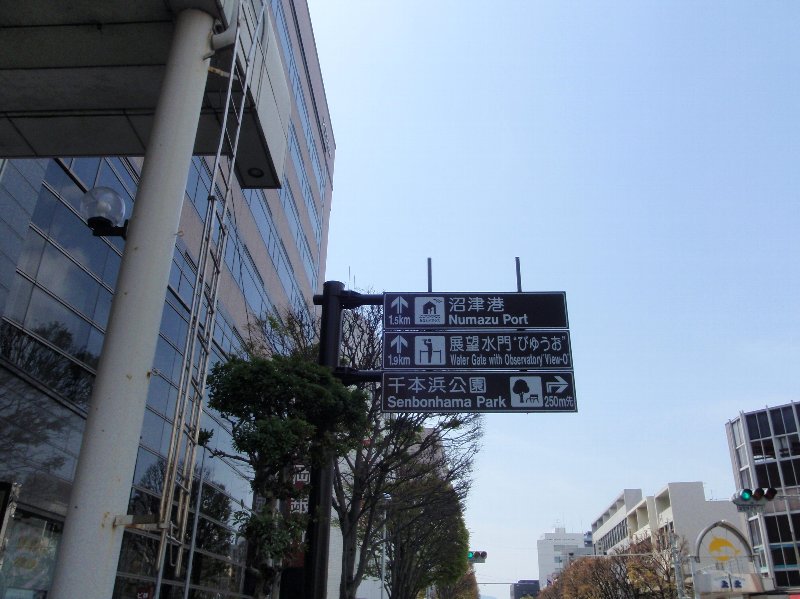 沼津港
1.5KM Numazu Port
展望水門"びゅうお"
1.9KM Water Gate with Observatory"View-O"
千本浜公園
Senbonhama Park 250m先